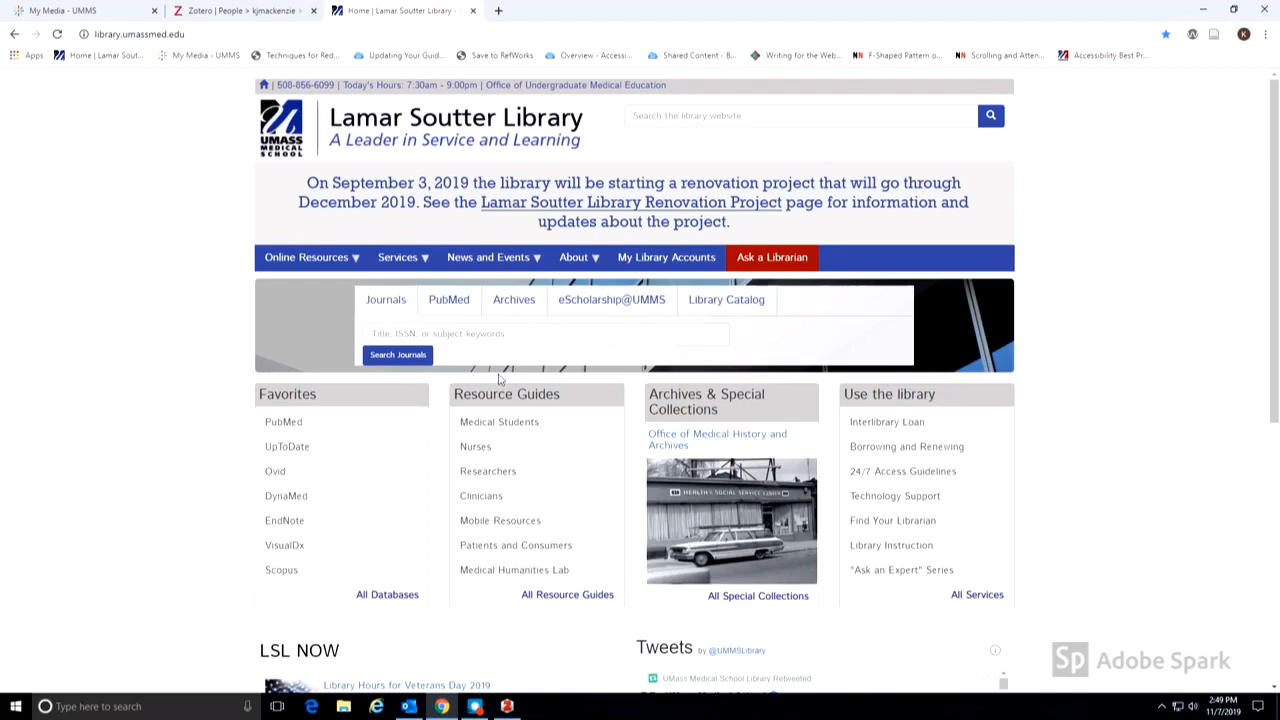 My Media - UMMS
Zotero | People > kjmackenzie >
Home | Lamar Soutter Library -
library.umassmed.edu
K
Apps
Home | Lamar Sout...
My Media - UMMS
Techniques for Red...
Updating Your Guid...
Save to RefWorks
Overview - Accessi...
Shared Content - B...
Writing for the Web...
F-Shaped Pattern o...
Scrolling and Atten...
Accessibility Best Pr...
| 508-856-6099 | Today's Hours: 7:30am - 9:00pm | Office of Undergraduate Medical Education
UMASS
MEDICAL
SCHOOL
Lamar Soutter Library
A Leader in Service and Learning
Search the library website
On September 3, 2019 the library will be starting a renovation project that will go through
December 2019. See the Lamar Soutter Library Renovation Project page for information and
updates about the project.
Online Resources ▼ Services ▼ News and Events ▼ About ▼ My Library Accounts Ask a Librarian
Journals PubMed Archives eScholarship@UMMS Library Catalog
Title, ISSN, or subject keywords
Search Journals
Favorites
PubMed
UpToDate
Ovid
DynaMed
EndNote
VisualDx
Scopus
All Databases
Resource Guides
Medical Students
Nurses
Researchers
Clinicians
Mobile Resources
Patients and Consumers
Medical Humanities Lab
All Resource Guides
Archives & Special
Collections
Office of Medical History and
Archives
HEALTH & SOCIAL SERVICE CENTER
All Special Collections
Use the library
Interlibrary Loan
Borrowing and Renewing
24/7 Access Guidelines
Technology Support
Find Your Librarian
Library Instruction
"Ask an Expert" Series
All Services
LSL NOW
Library Hours for Veterans Day 2019
Tweets by @UMMSLibrary
UMass Medical School Library Retweeted
Sp Adobe Spark
Type here to search
2:49 PM
11/7/2019